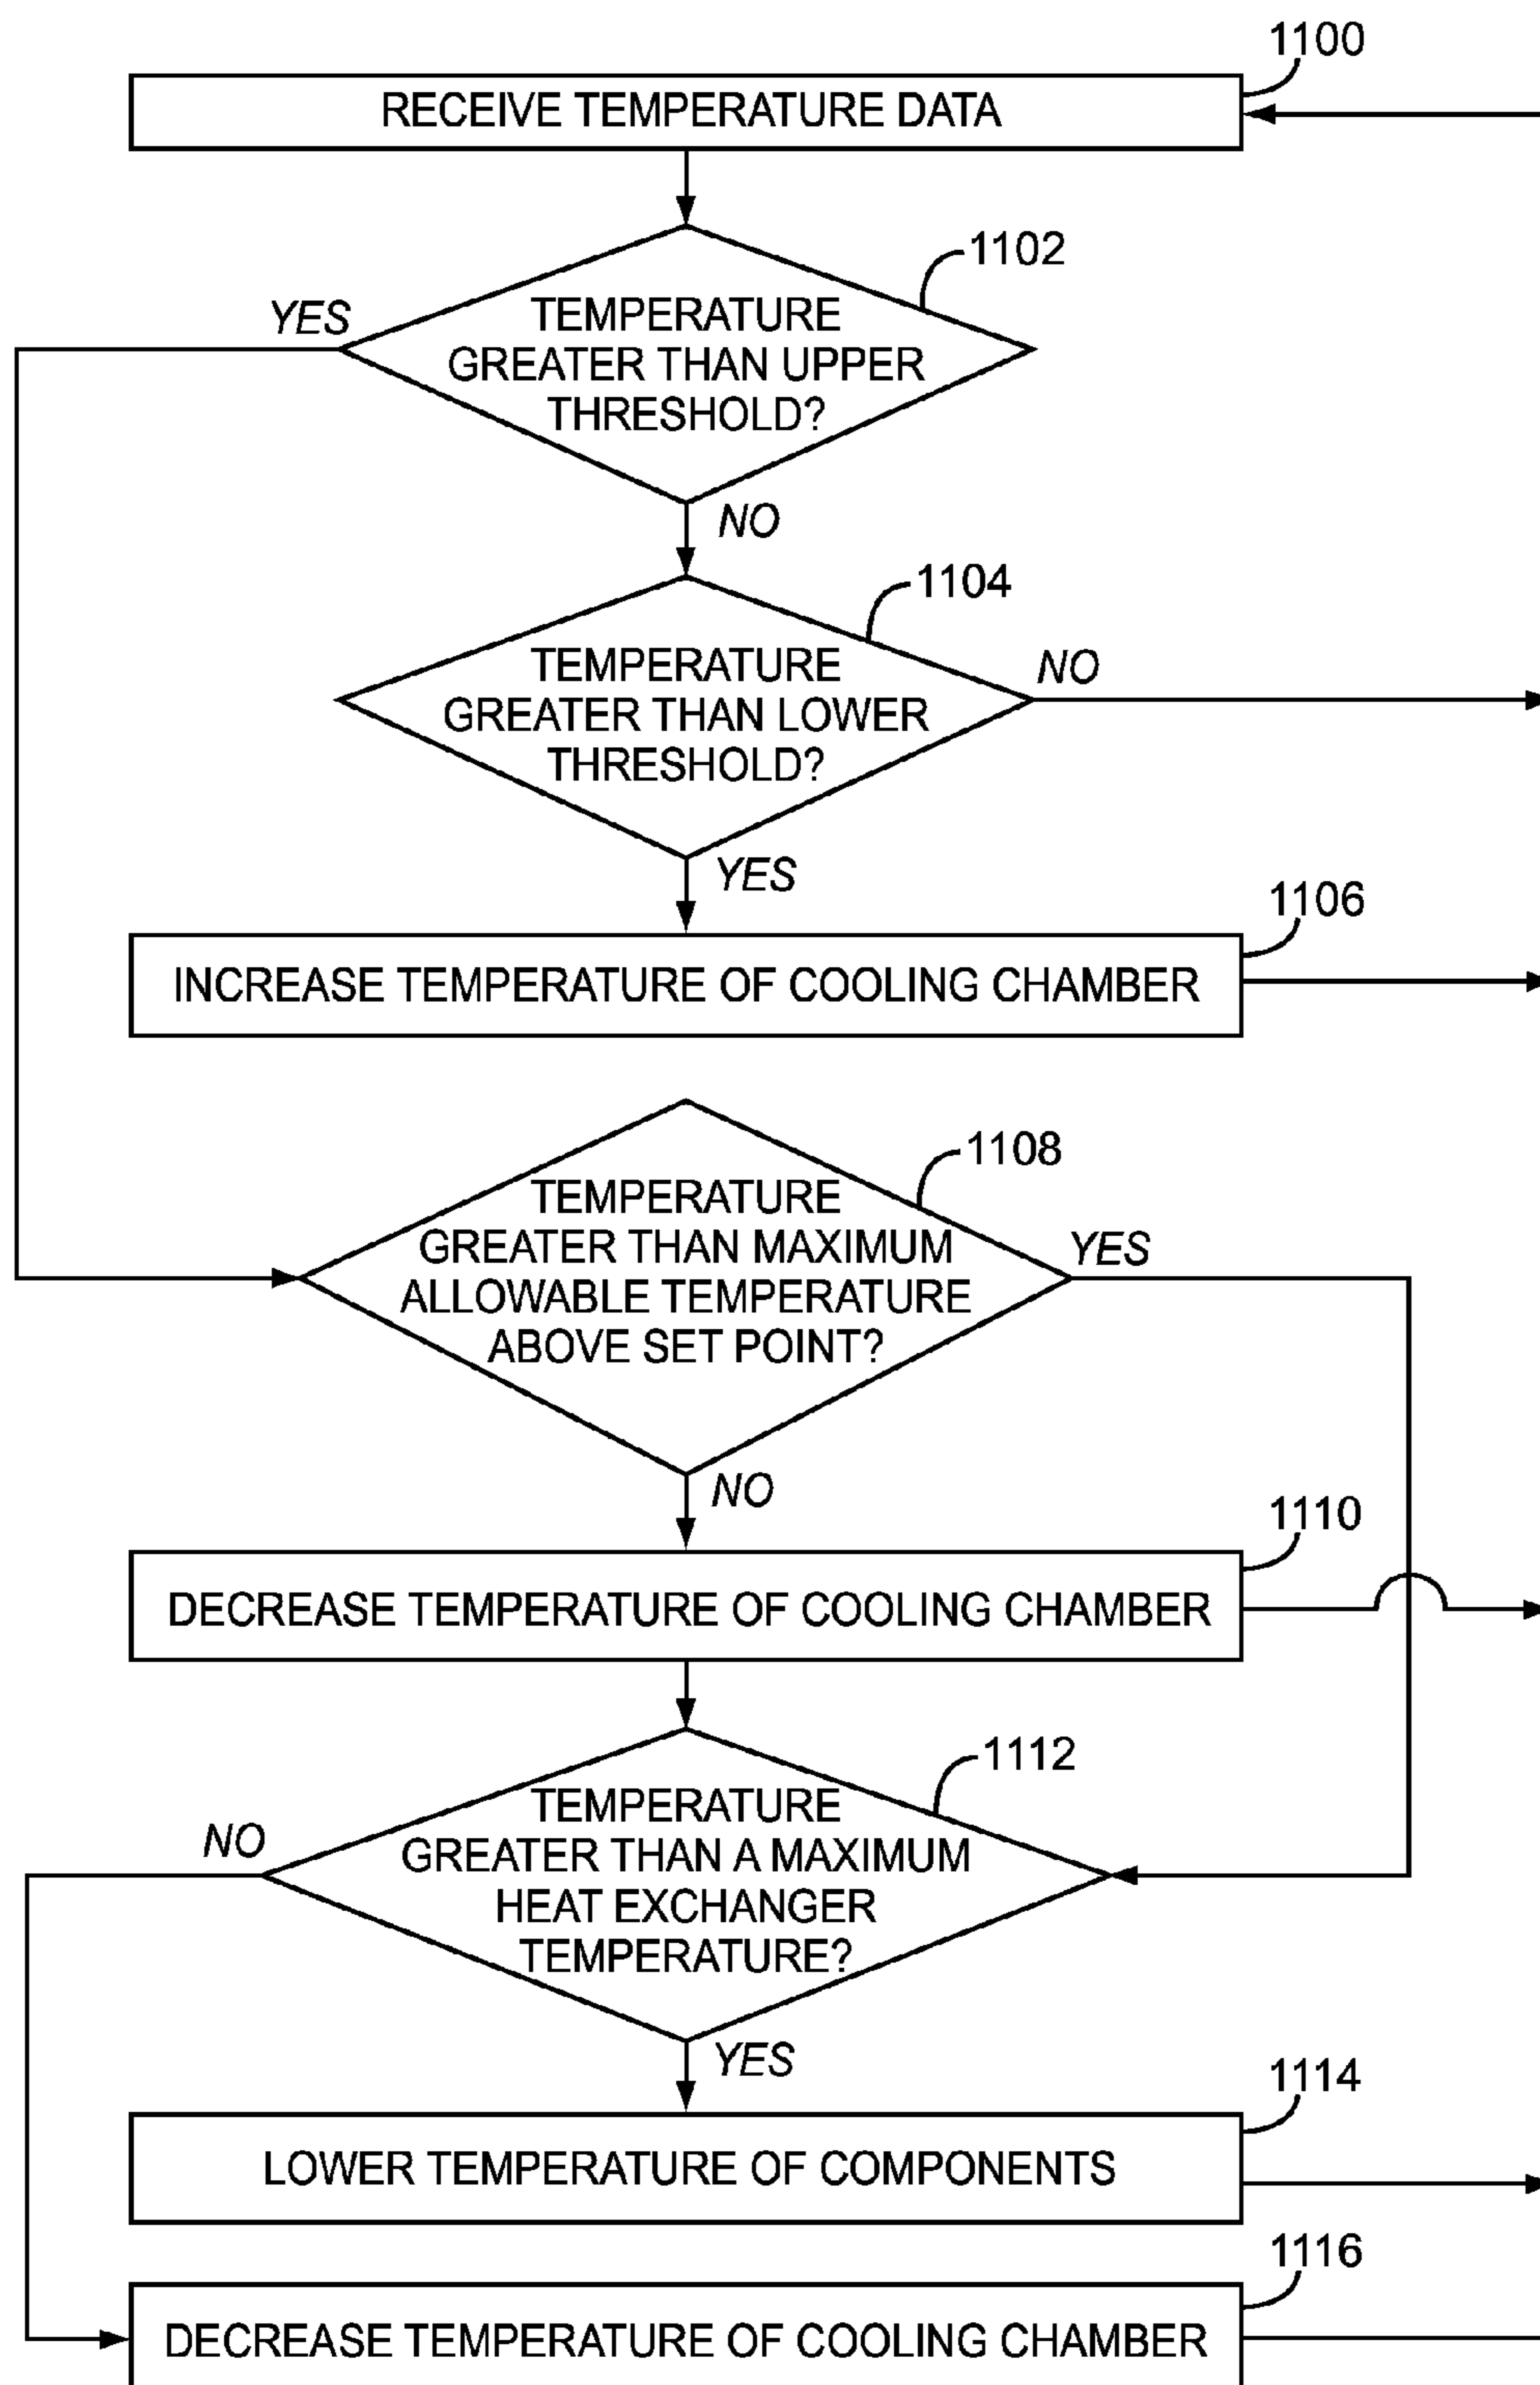 1100
RECEIVE TEMPERATURE DATA
1102
YES
TEMPERATURE
GREATER THAN UPPER
THRESHOLD?
NO
1104
TEMPERATURE
GREATER THAN LOWER
THRESHOLD?
NO
YES
1106
INCREASE TEMPERATURE OF COOLING CHAMBER
1108
TEMPERATURE
GREATER THAN MAXIMUM
ALLOWABLE TEMPERATURE
ABOVE SET POINT?
YES
NO
1110
DECREASE TEMPERATURE OF COOLING CHAMBER
1112
TEMPERATURE
GREATER THAN A MAXIMUM
HEAT EXCHANGER
TEMPERATURE?
NO
YES
1114
LOWER TEMPERATURE OF COMPONENTS
1116
DECREASE TEMPERATURE OF COOLING CHAMBER